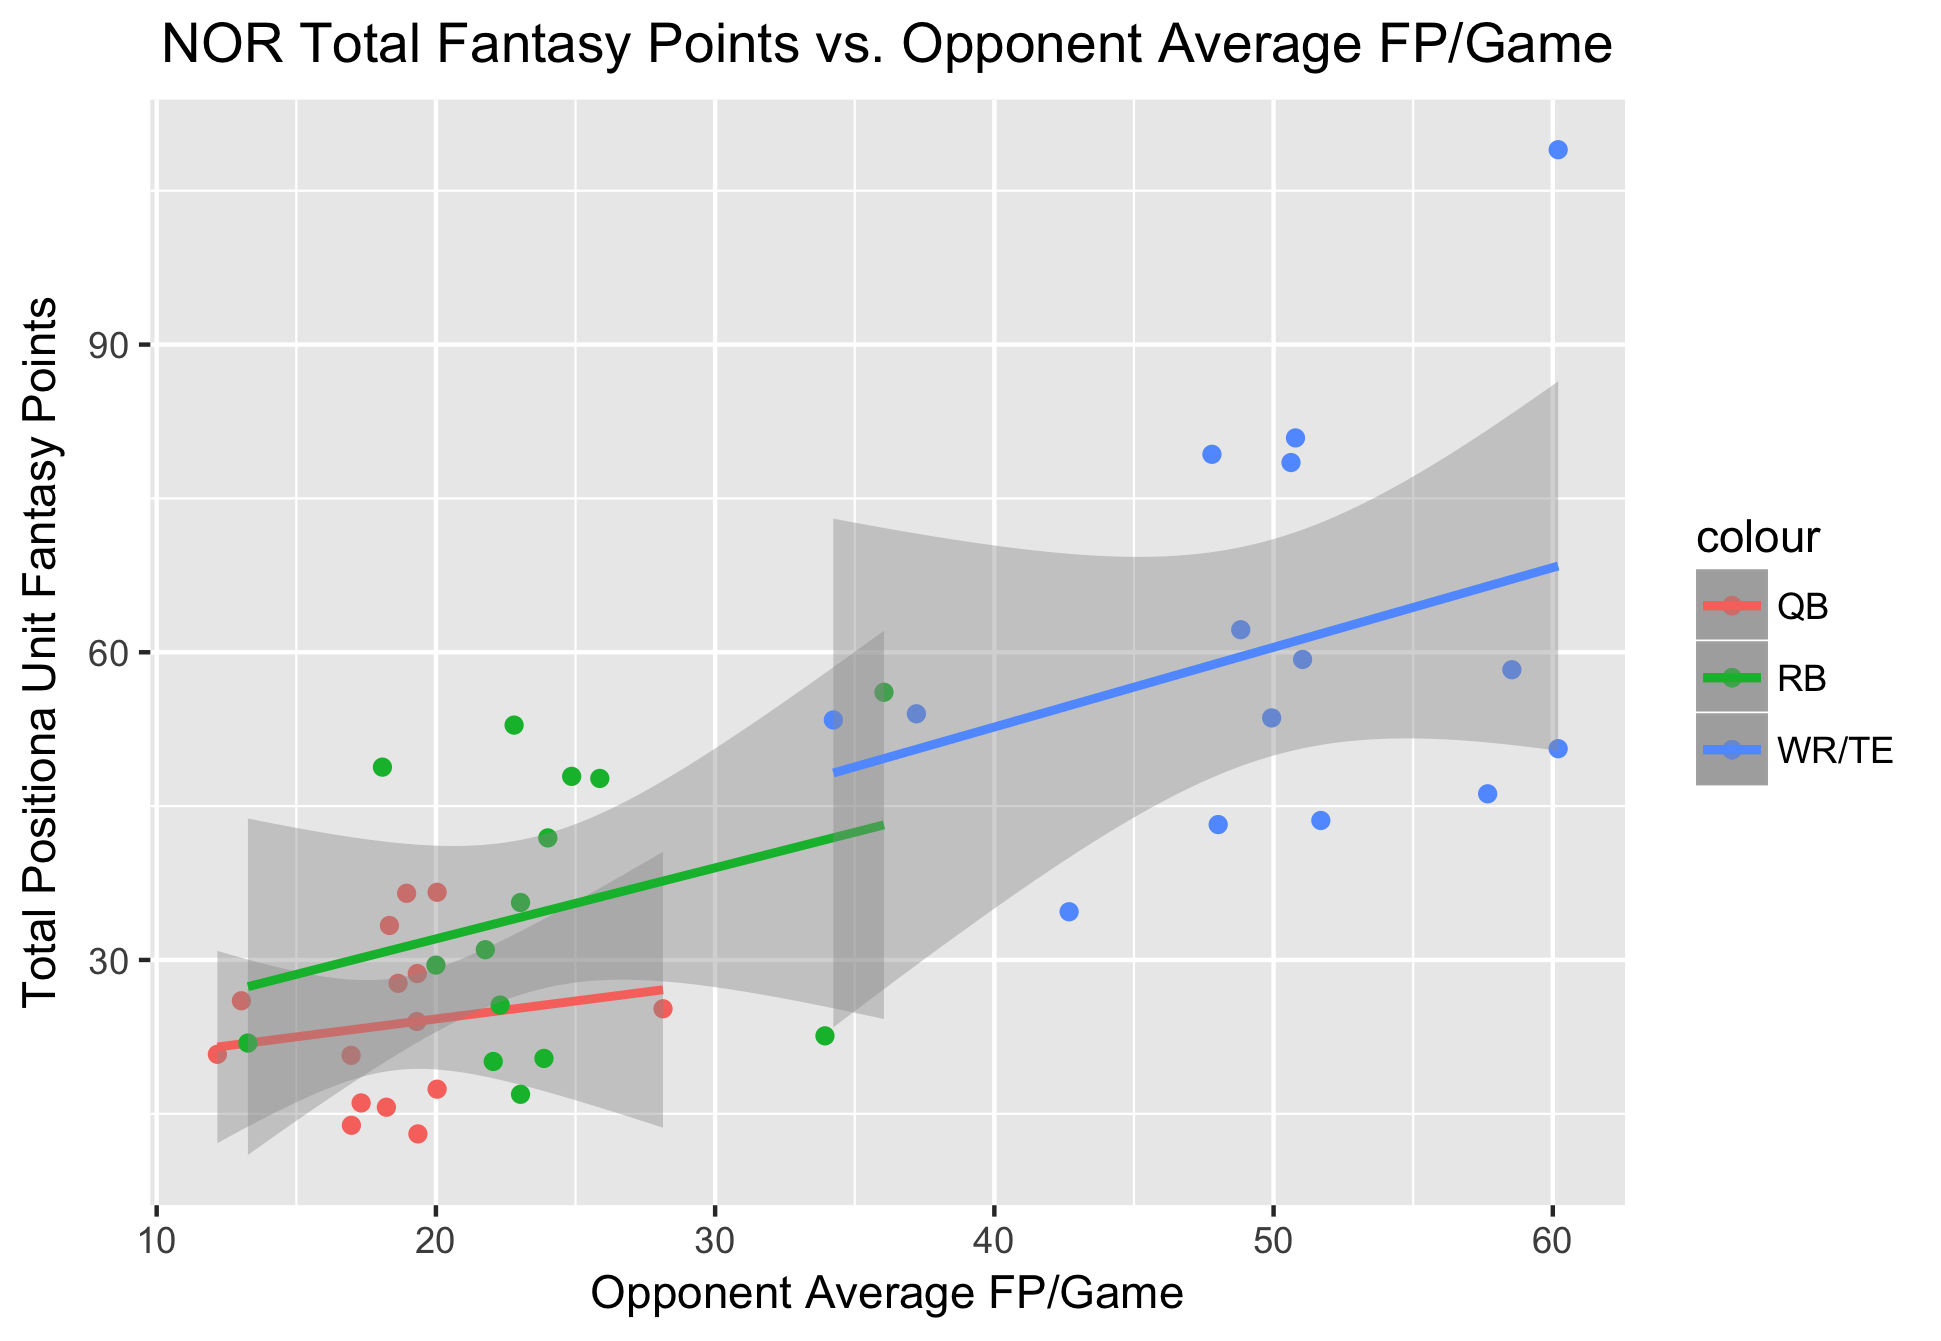 NOR Total Fantasy Points vs. Opponent Average FP/Game
Total Positiona Unit Fantasy Points
90
60
30
10
20
30
40
50
60
Opponent Average FP/Game
colour
QB
RB
WR/TE